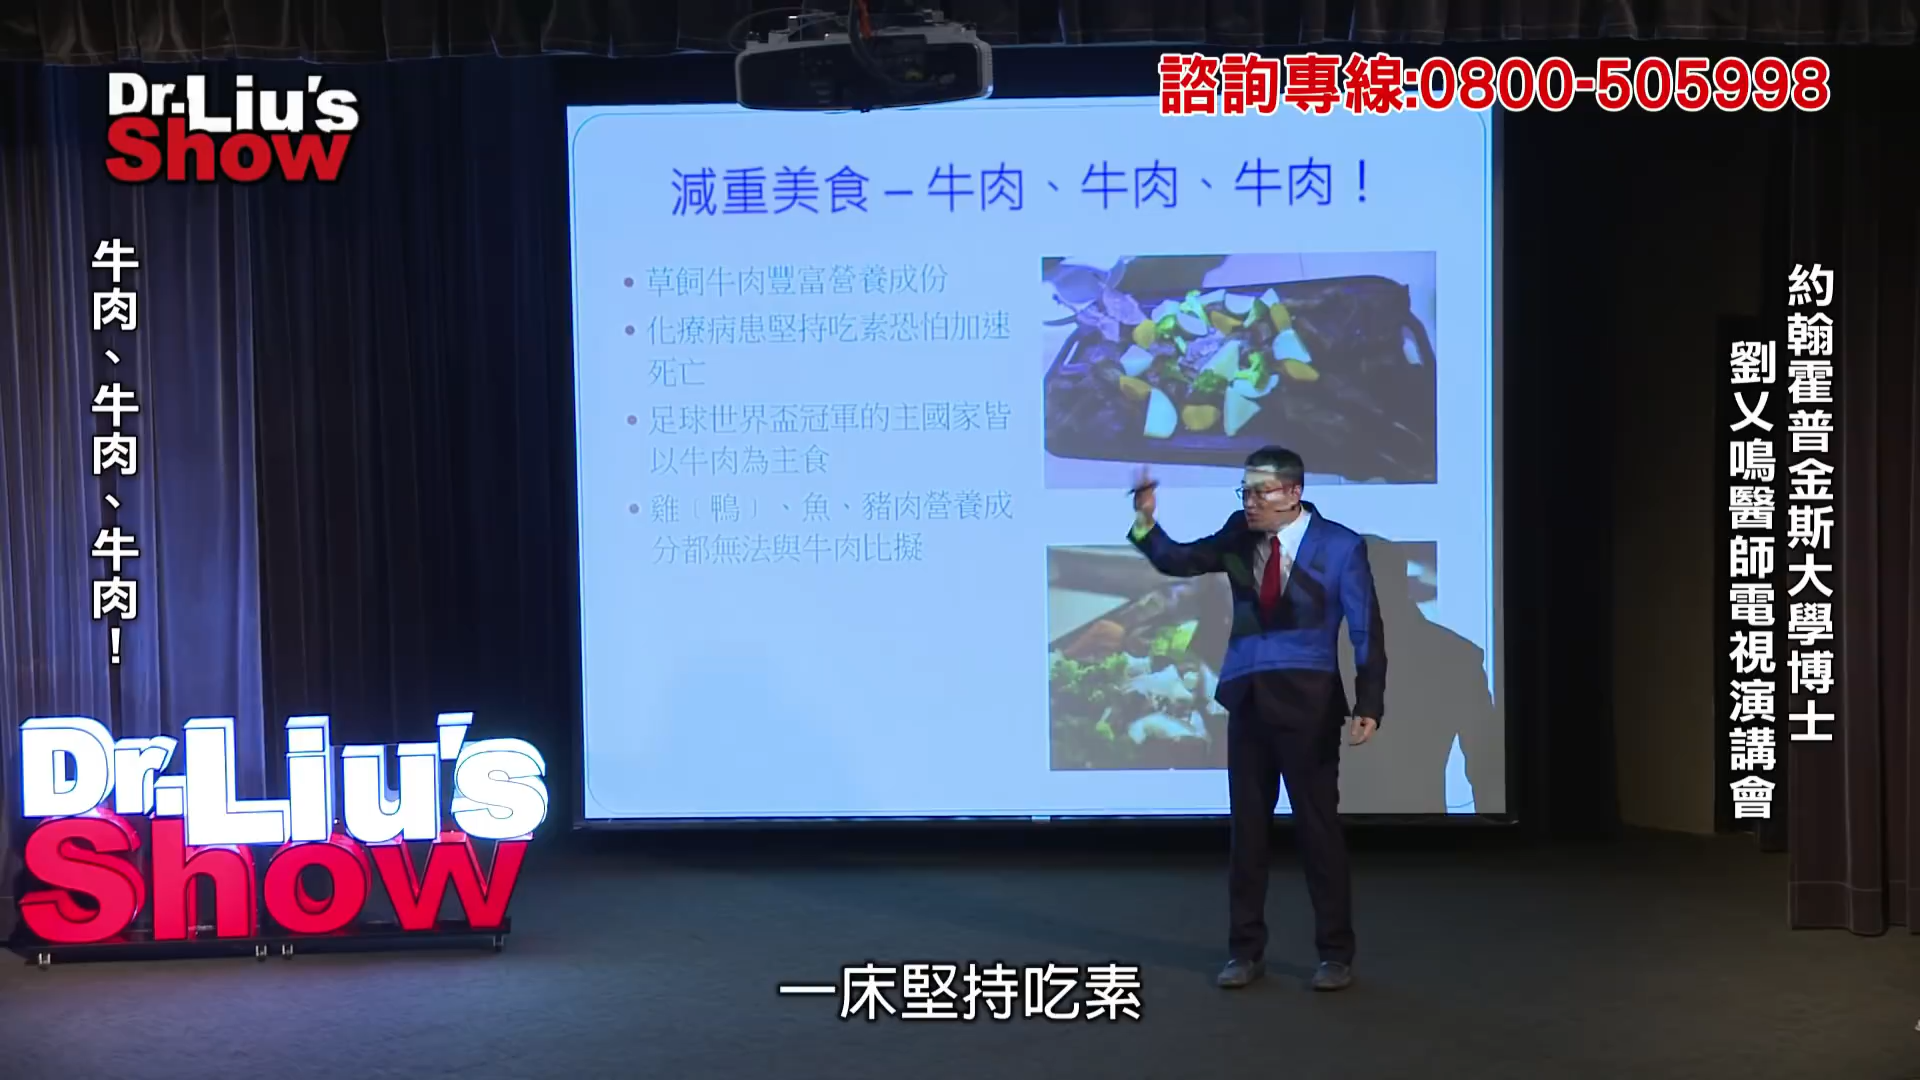 Dr. Liu's
Show
諮詢專線:0800-505998
減重美食 – 牛肉、牛肉、牛肉！
• 草飼牛肉豐富營養成份
• 化療病患堅持吃素恐怕加速
死亡
• 足球世界盃冠軍的主國家皆
以牛肉為主食
• 雞﹝鴨﹞、魚、豬肉營養成
分都無法與牛肉比擬
牛肉、牛肉、牛肉！
約翰霍普金斯大學博士
劉乂鳴醫師電視演講會
Dr. Liu's
Show
一床堅持吃素